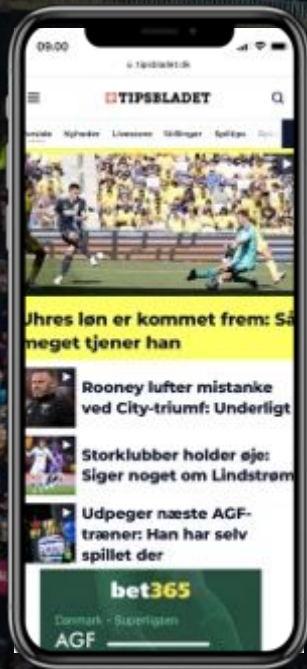 09.00
tipsbladet.dk
TIPSBLADET
Nyheder Livescore Stillinger Spiltips
Uhres løn er kommet frem: Så
meget tjener han
Rooney lufter mistanke
ved City-triumf: Underligt
Storklubber holder øje:
Siger noget om Lindstrøm
Udpeger næste AGF-
træner: Han har selv
spillet der
bet365
Danmark - Superligaen
AGF